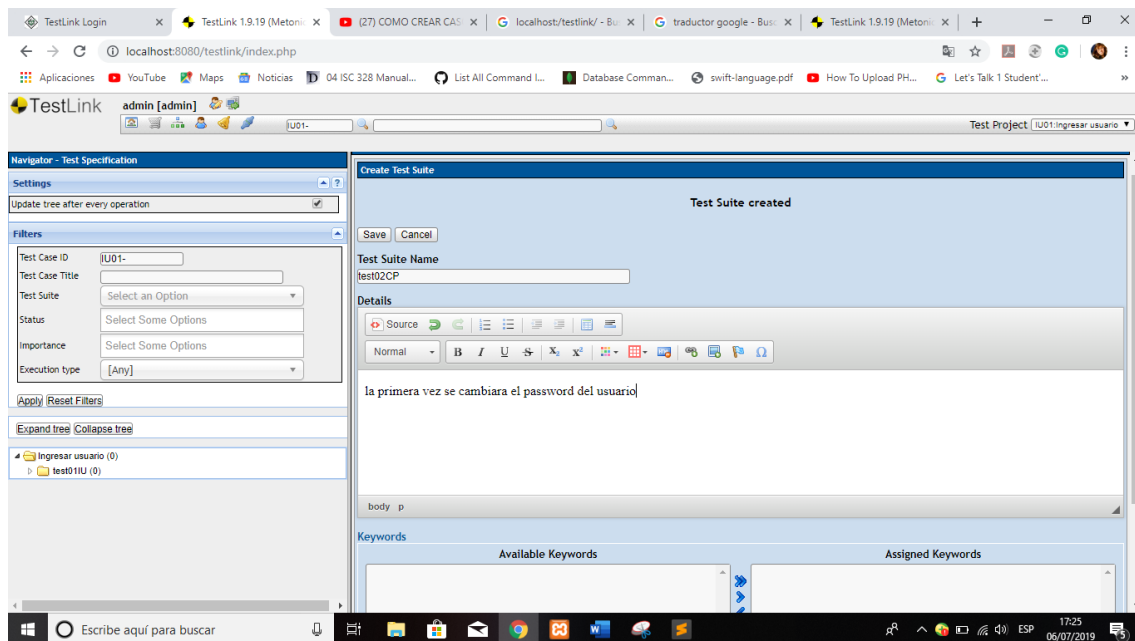 TestLink Login
TestLink 1.9.19 (Metonic
(27) COMO CREAR CAS
localhost:/testlink/ - Bus
traductor google - Busc
TestLink 1.9.19 (Metonic
localhost:8080/testlink/index.php
Aplicaciones
YouTube
Maps
Noticias
04 ISC 328 Manual...
List All Command I...
Database Comman...
swift-language.pdf
How To Upload PH...
Let's Talk 1 Student'...
TestLink
admin [admin]
IU01-
Test Project
IU01:Ingresar usuario
Navigator - Test Specification
Settings
Update tree after every operation
Filters
Test Case ID
IU01-
Test Case Title
Test Suite
Select an Option
Status
Select Some Options
Importance
Select Some Options
Execution type
[Any]
Apply
Reset Filters
Expand tree
Collapse tree
Ingresar usuario (0)
test01IU (0)
Create Test Suite
Test Suite created
Save
Cancel
Test Suite Name
test02CP
Details
Source
Normal
B I U S X₂ X² Ω
la primera vez se cambiara el password del usuario
body p
Keywords
Available Keywords
Assigned Keywords
Escribe aquí para buscar
ESP
17:25
06/07/2019